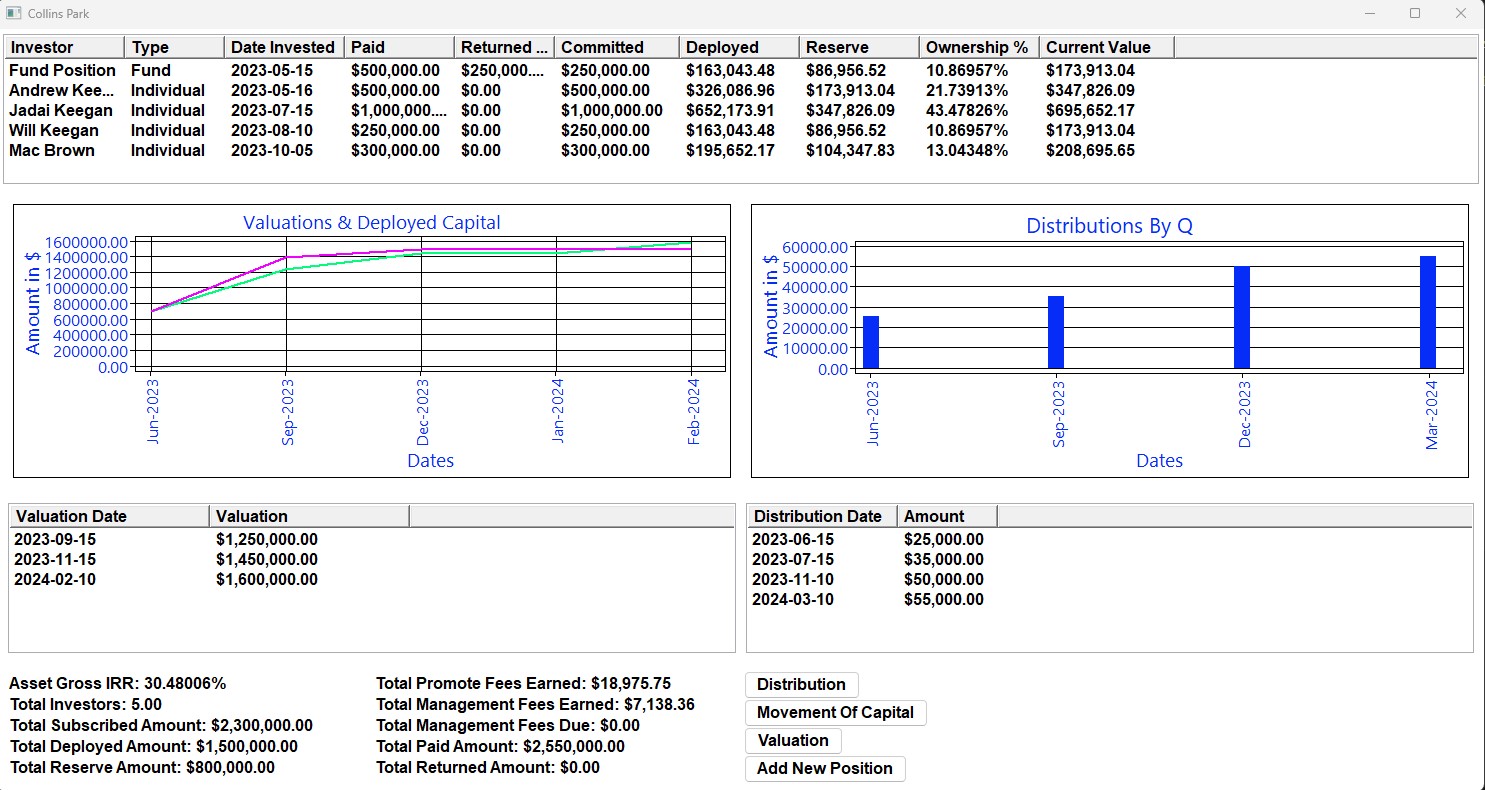 Collins Park
Investor Type Date Invested Paid Returned ... Committed Deployed Reserve Ownership % Current Value
Fund Position Fund 2023-05-15 $500,000.00 $250,000.... $250,000.00 $163,043.48 $86,956.52 10.86957% $173,913.04
Andrew Kee... Individual 2023-05-16 $500,000.00 $0.00 $500,000.00 $326,086.96 $173,913.04 21.73913% $347,826.09
Jadai Keegan Individual 2023-07-15 $1,000,000.... $0.00 $1,000,000.00 $652,173.91 $347,826.09 43.47826% $695,652.17
Will Keegan Individual 2023-08-10 $250,000.00 $0.00 $250,000.00 $163,043.48 $86,956.52 10.86957% $173,913.04
Mac Brown Individual 2023-10-05 $300,000.00 $0.00 $300,000.00 $195,652.17 $104,347.83 13.04348% $208,695.65
Valuations & Deployed Capital
Amount in $
1600000.00
1400000.00
1200000.00
1000000.00
800000.00
600000.00
400000.00
200000.00
0.00
Jun-2023
Sep-2023
Dec-2023
Jan-2024
Feb-2024
Dates
Distributions By Q
Amount in $
60000.00
50000.00
40000.00
30000.00
20000.00
10000.00
0.00
Jun-2023
Sep-2023
Dec-2023
Mar-2024
Dates
Valuation Date Valuation
2023-09-15 $1,250,000.00
2023-11-15 $1,450,000.00
2024-02-10 $1,600,000.00
Distribution Date Amount
2023-06-15 $25,000.00
2023-07-15 $35,000.00
2023-11-10 $50,000.00
2024-03-10 $55,000.00
Asset Gross IRR: 30.48006%
Total Investors: 5.00
Total Subscribed Amount: $2,300,000.00
Total Deployed Amount: $1,500,000.00
Total Reserve Amount: $800,000.00
Total Promote Fees Earned: $18,975.75
Total Management Fees Earned: $7,138.36
Total Management Fees Due: $0.00
Total Paid Amount: $2,550,000.00
Total Returned Amount: $0.00
Distribution
Movement Of Capital
Valuation
Add New Position